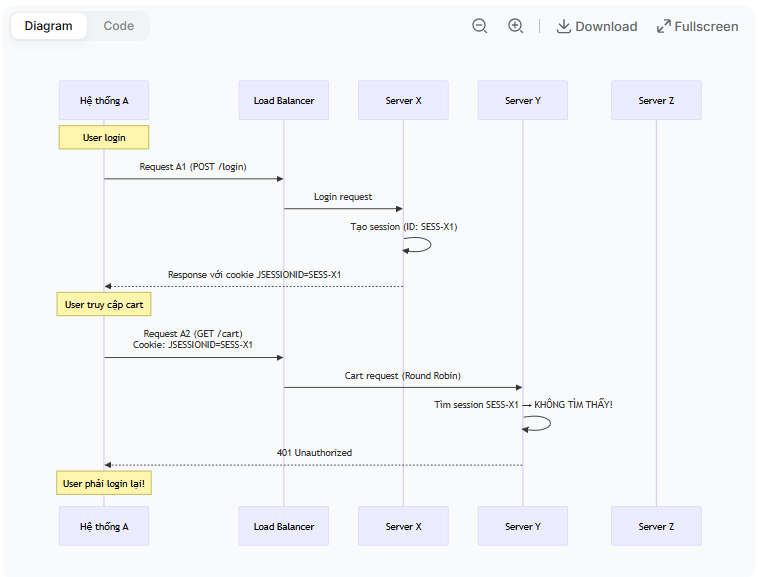 Diagram
Code
Download
Fullscreen
Hệ thống A
Load Balancer
Server X
Server Y
Server Z
User login
Request A1 (POST /login)
Login request
Tạo session (ID: SESS-X1)
Response với cookie JSESSIONID=SESS-X1
User truy cập cart
Request A2 (GET /cart)
Cookie: JSESSIONID=SESS-X1
Cart request (Round Robin)
Tìm session SESS-X1 → KHÔNG TÌM THẤY!
401 Unauthorized
User phải login lại!
Hệ thống A
Load Balancer
Server X
Server Y
Server Z